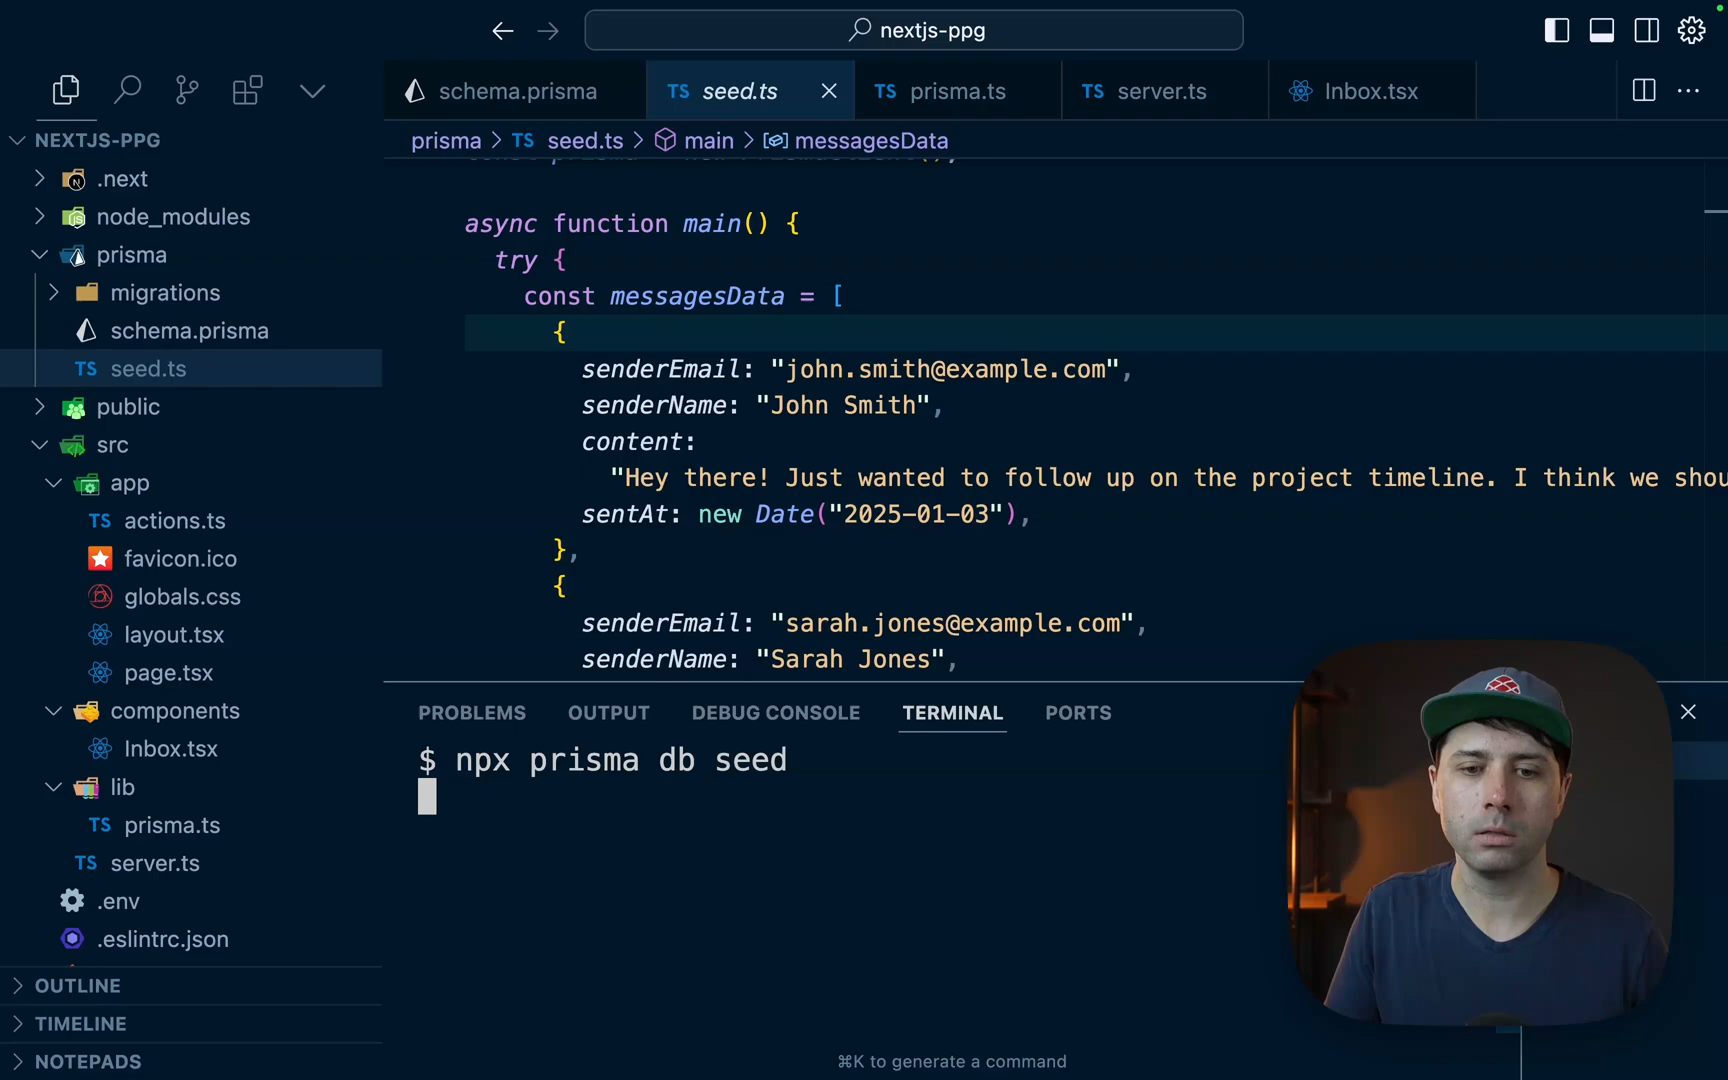 nextjs-ppg
schema.prisma
TS seed.ts
TS prisma.ts
TS server.ts
Inbox.tsx
NEXTJS-PPG
.next
node_modules
prisma
migrations
schema.prisma
TS seed.ts
public
src
app
TS actions.ts
favicon.ico
globals.css
layout.tsx
page.tsx
components
Inbox.tsx
lib
TS prisma.ts
TS server.ts
.env
.eslintrc.json
OUTLINE
TIMELINE
NOTEPADS
prisma > TS seed.ts > main > messagesData
async function main() {
try {
const messagesData = [
{
senderEmail: "john.smith@example.com",
senderName: "John Smith",
content:
"Hey there! Just wanted to follow up on the project timeline. I think we shou
sentAt: new Date("2025-01-03"),
},
{
senderEmail: "sarah.jones@example.com",
senderName: "Sarah Jones",
PROBLEMS OUTPUT DEBUG CONSOLE TERMINAL PORTS
$ npx prisma db seed
⌘K to generate a command